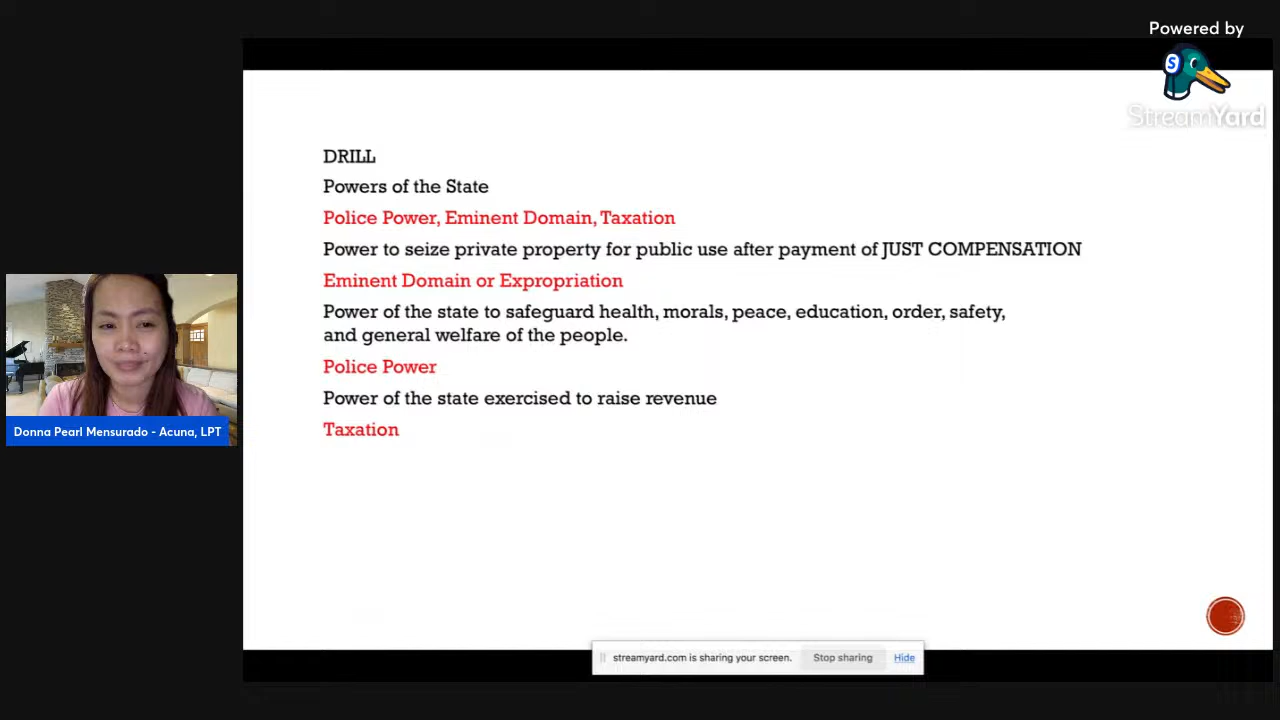 Powered by
S
StreamYard
DRILL
Powers of the State
Police Power, Eminent Domain, Taxation
Power to seize private property for public use after payment of JUST COMPENSATION
Eminent Domain or Expropriation
Power of the state to safeguard health, morals, peace, education, order, safety,
and general welfare of the people.
Police Power
Power of the state exercised to raise revenue
Taxation
Donna Pearl Mensurado - Acuna, LPT
streamyard.com is sharing your screen. Stop sharing Hide